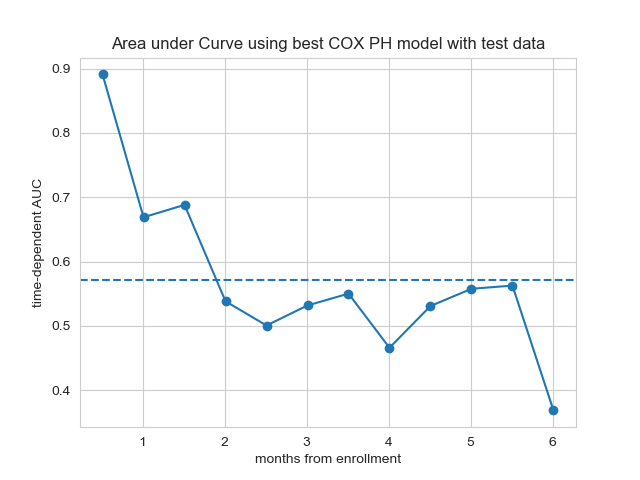 Area under Curve using best COX PH model with test data
time-dependent AUC
0.9
0.8
0.7
0.6
0.5
0.4
1 2 3 4 5 6
months from enrollment